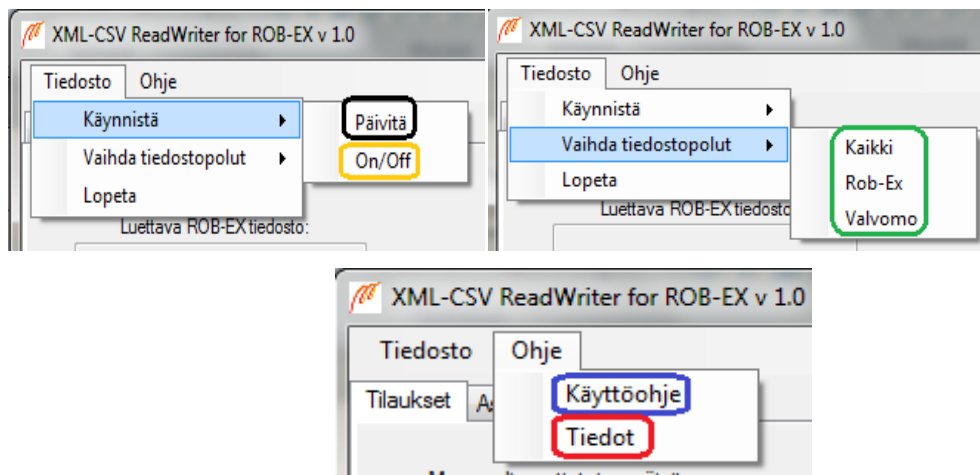 XML-CSV ReadWriter for ROB-EX v 1.0
Tiedosto Ohje
Käynnistä
Päivitä
On/Off
Vaihda tiedostopolut
Lopeta
Luettava ROB-EX tiedosto:
XML-CSV ReadWriter for ROB-EX v 1.0
Tiedosto Ohje
Käynnistä
Vaihda tiedostopolut
Kaikki
Rob-Ex
Valvomo
Lopeta
Luettava ROB-EX tiedosto
XML-CSV ReadWriter for ROB-EX v 1.0
Tiedosto Ohje
Tilaukset
Käyttöohje
Tiedot